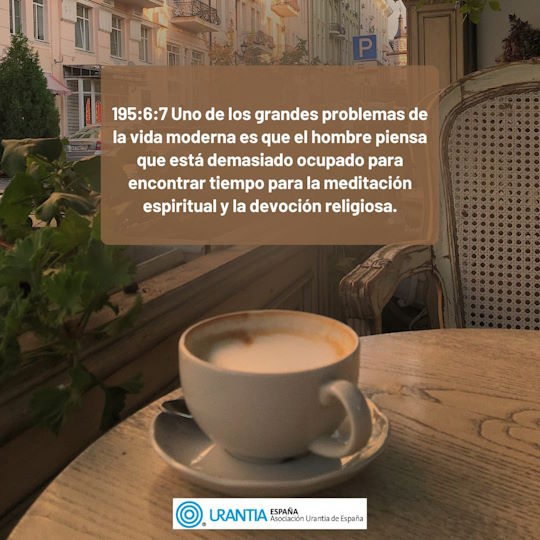 195:6:7 Uno de los grandes problemas de
la vida moderna es que el hombre piensa
que está demasiado ocupado para
encontrar tiempo para la meditación
espiritual y la devoción religiosa.
P
URANTIA ESPAÑA
Asociación Urantia de España